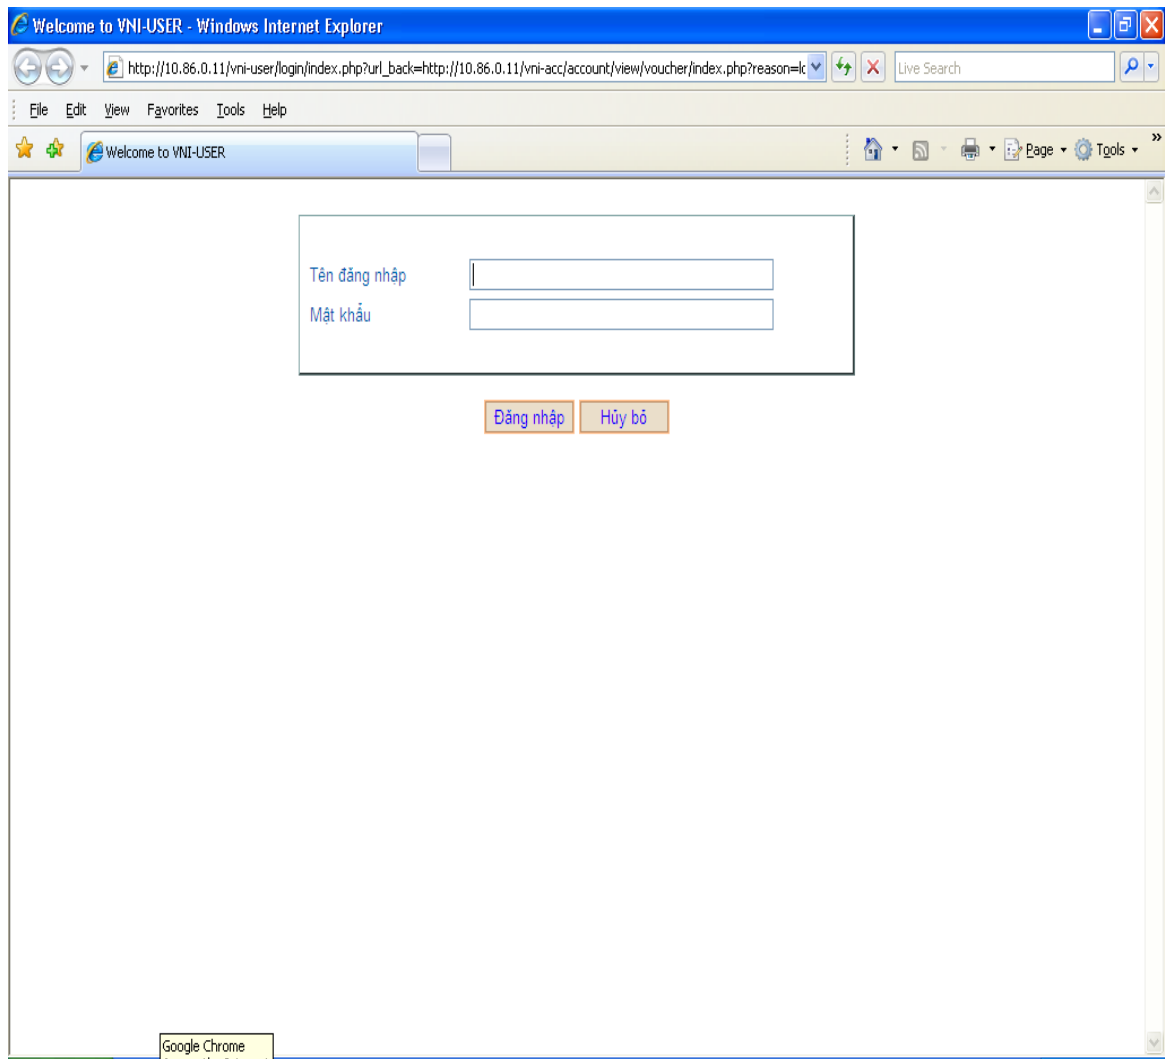 Welcome to VNI-USER - Windows Internet Explorer
http://10.86.0.11/vni-user/login/index.php?url_back=http://10.86.0.11/vni-acc/account/view/voucher/index.php?reason=lo
Live Search
File Edit View Favorites Tools Help
Welcome to VNI-USER
Page Tools
Tên đăng nhập
Mật khẩu
Đăng nhập Hủy bỏ
Google Chrome